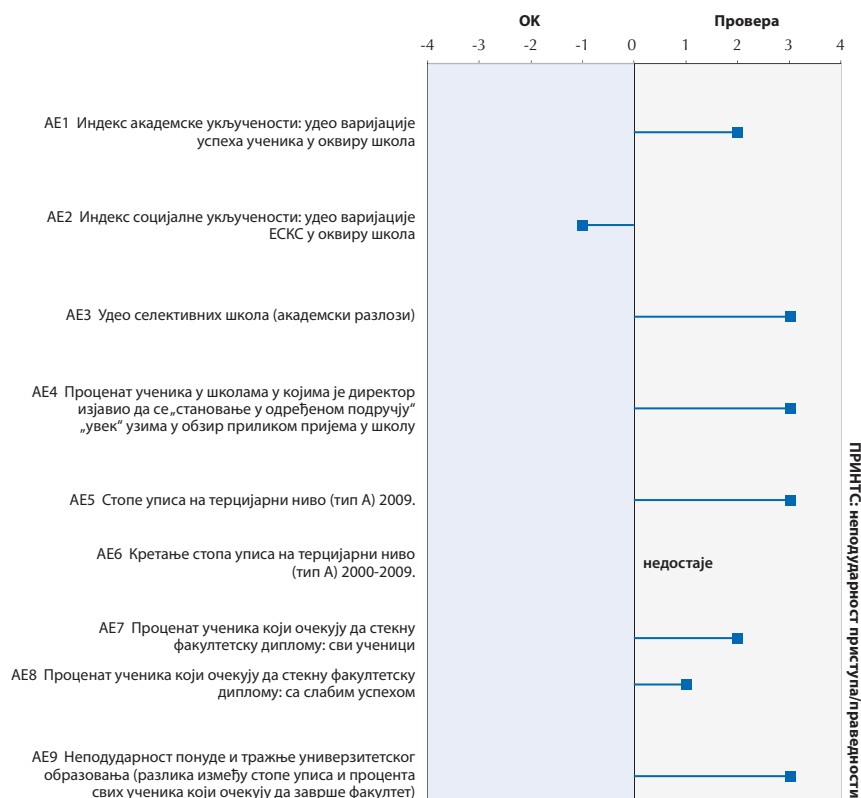 ОК Провера
-4 -3 -2 -1 0 1 2 3 4
АЕ1 Индекс академске укључености: удео варијације
успеха ученика у оквиру школа
АЕ2 Индекс социјалне укључености: удео варијације
ЕСКС у оквиру школа
АЕ3 Удео селективних школа (академски разлози)
АЕ4 Проценат ученика у школама у којима је директор
изјавио да се „становање у одређеном подручју“
„увек“ узима у обзир приликом пријема у школу
АЕ5 Стопе уписа на терцијарни ниво (тип А) 2009.
АЕ6 Кретање стопа уписа на терцијарни ниво
(тип А) 2000-2009.
недостаје
АЕ7 Проценат ученика који очекују да стекну
факултетску диплому: сви ученици
АЕ8 Проценат ученика који очекују да стекну факултетску
диплому: са слабим успехом
АЕ9 Неподударност понуде и тражње универзитетског
образовања (разлика између стопе уписа и процента
свих ученика који очекују да заврше факултет)
ПРИНТС: неподударност приступа/праведности